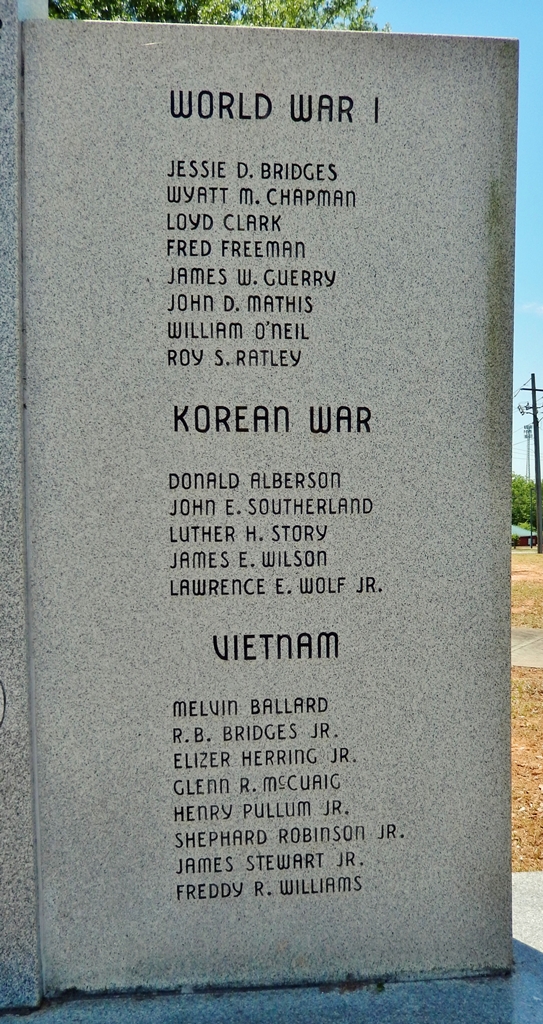 WORLD WAR I
JESSIE D. BRIDGES
WYATT M. CHAPMAN
LOYD CLARK
FRED FREEMAN
JAMES W. GUERRY
JOHN D. MATHIS
WILLIAM O'NEIL
ROY S. RATLEY
KOREAN WAR
DONALD ALBERSON
JOHN E. SOUTHERLAND
LUTHER H. STORY
JAMES E. WILSON
LAWRENCE E. WOLF JR.
VIETNAM
MELVIN BALLARD
R.B. BRIDGES JR.
ELIZER HERRING JR.
GLENN R. McCUAIG
HENRY PULLUM JR.
SHEPHARD ROBINSON JR.
JAMES STEWART JR.
FREDDY R. WILLIAMS